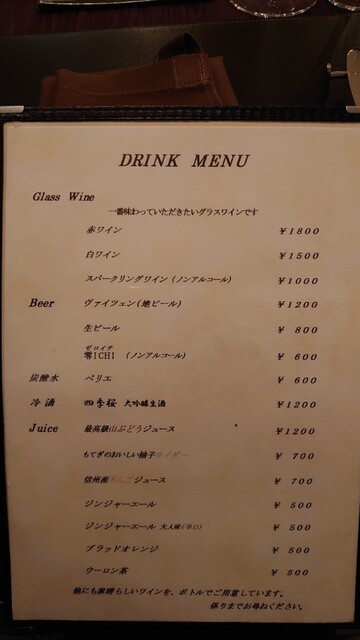 DRINK MENU
Glass Wine
一番味わっていただきたいグラスワインです
赤ワイン ￥1800
白ワイン ￥1500
スパークリングワイン (ノンアルコール) ￥1000
Beer ヴァイツェン(地ビール) ￥1200
生ビール ￥ 800
ゼロイチ
零ICHI (ノンアルコール) ￥ 600
炭酸水 ペリエ ￥ 600
冷酒 四季桜 大吟醸生酒 ￥1200
Juice 最高級山ぶどうジュース ￥1200
もてぎのおいしい柚子サイダー ￥ 700
信州産りんごジュース ￥ 700
ジンジャーエール ￥ 500
ジンジャーエール 大人味(辛口) ￥ 500
ブラッドオレンジ ￥ 800
ウーロン茶 ￥ 500
他にも素晴らしいワインを、ボトルでご用意しています。
係りまでお尋ねください。